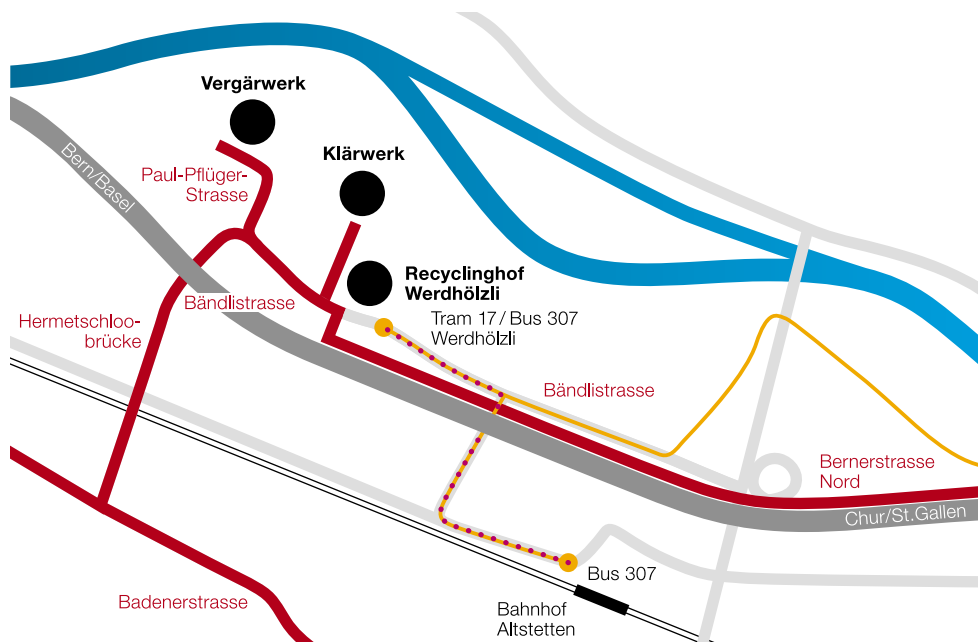 Vergärwerk
Bern/Basel
Klärwerk
Paul-Pflüger-
Strasse
Recyclinghof
Werdhölzli
Tram 17 / Bus 307
Werdhölzli
Bändlistrasse
Hermetschloo-
brücke
Bändlistrasse
Bernerstrasse
Nord
Chur/St.Gallen
Bus 307
Badenerstrasse
Bahnhof
Altstetten